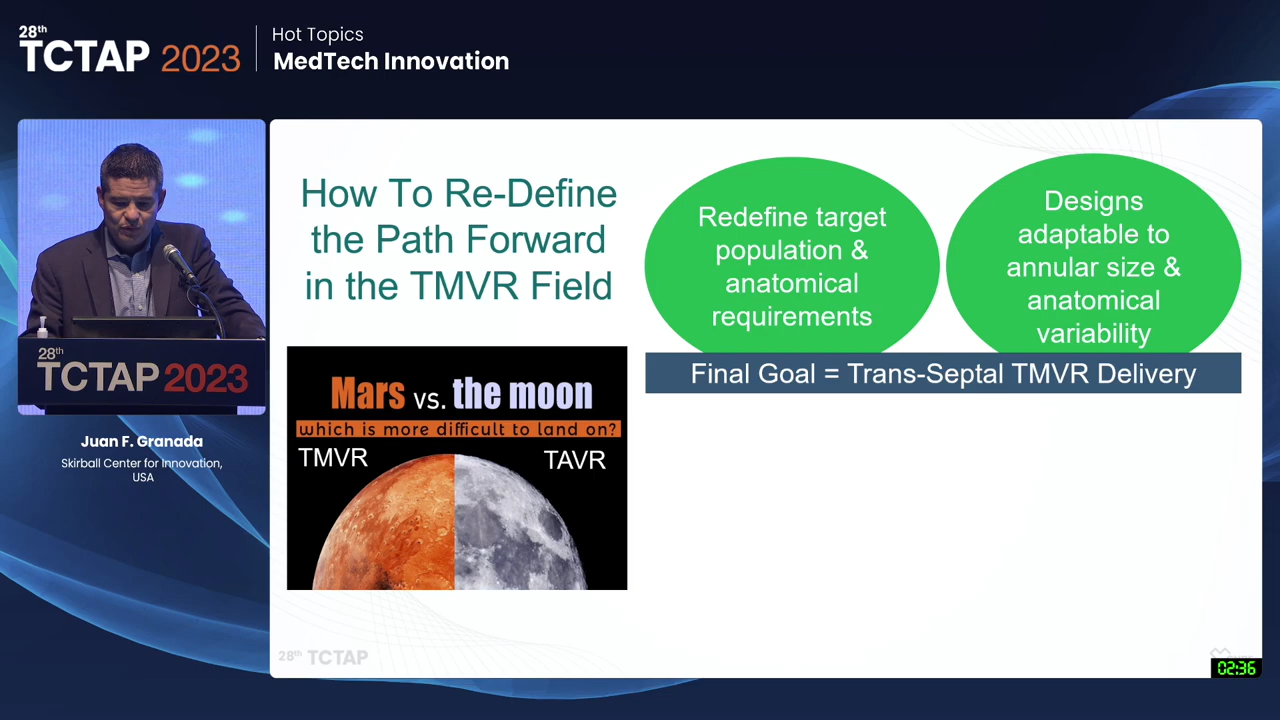 28th
TCTAP 2023
Hot Topics
MedTech Innovation
28th
TCTAP 2023
Juan F. Granada
Skirball Center for Innovation,
USA
How To Re-Define
the Path Forward
in the TMVR Field
Mars vs. the moon
which is more difficult to land on?
TMVR
TAVR
Redefine target
population &
anatomical
requirements
Designs
adaptable to
annular size &
anatomical
variability
Final Goal = Trans-Septal TMVR Delivery
28th TCTAP
02:36